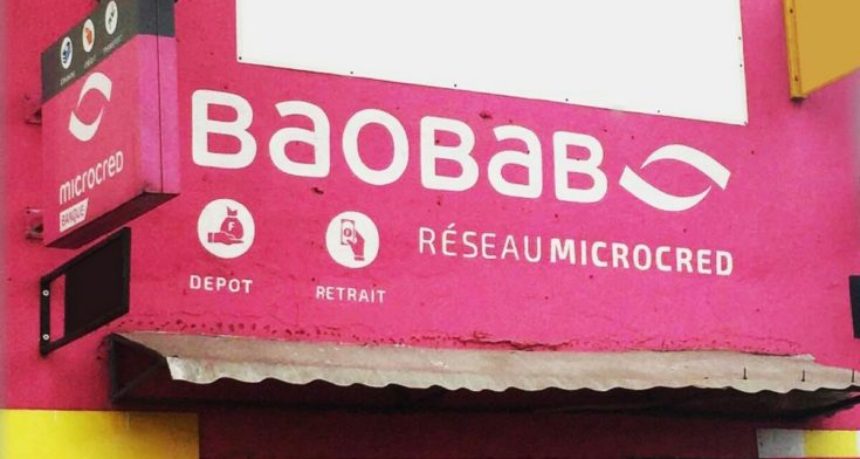 microcred
BANQUE
BAOBAB
DEPOT
RETRAIT
RÉSEAU MICROCRED